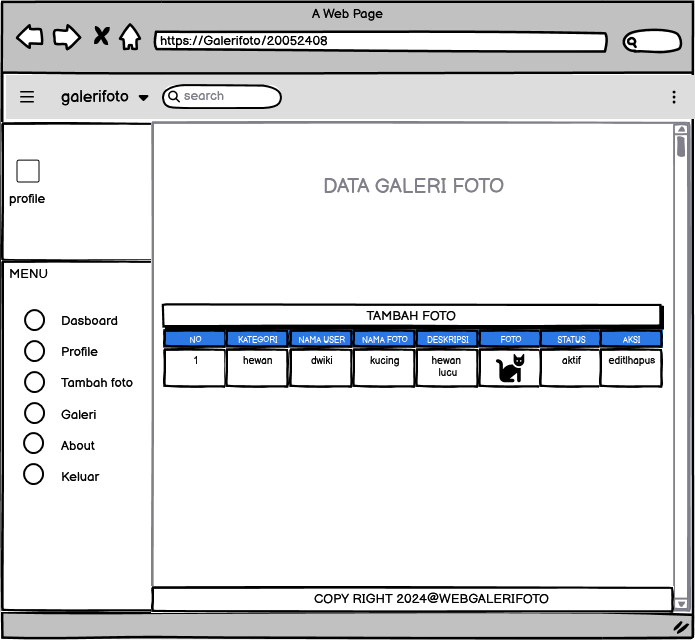 A Web Page
https://Galerifoto/20052408
galerifoto
search
profile
MENU
Dasboard
Profile
Tambah foto
Galeri
About
Keluar
DATA GALERI FOTO
TAMBAH FOTO
NO KATEGORI NAMA USER NAMA FOTO DESKRIPSI FOTO STATUS AKSI
1 hewan dwiki kucing hewan aktif editlhapus
lucu
COPY RIGHT 2024@WEBGALERIFOTO